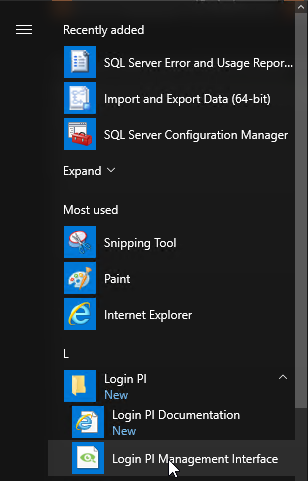 Recently added
SQL Server Error and Usage Repor...
Import and Export Data (64-bit)
SQL Server Configuration Manager
Expand
Most used
Snipping Tool
Paint
Internet Explorer
L
Login PI
New
Login PI Documentation
New
Login PI Management Interface